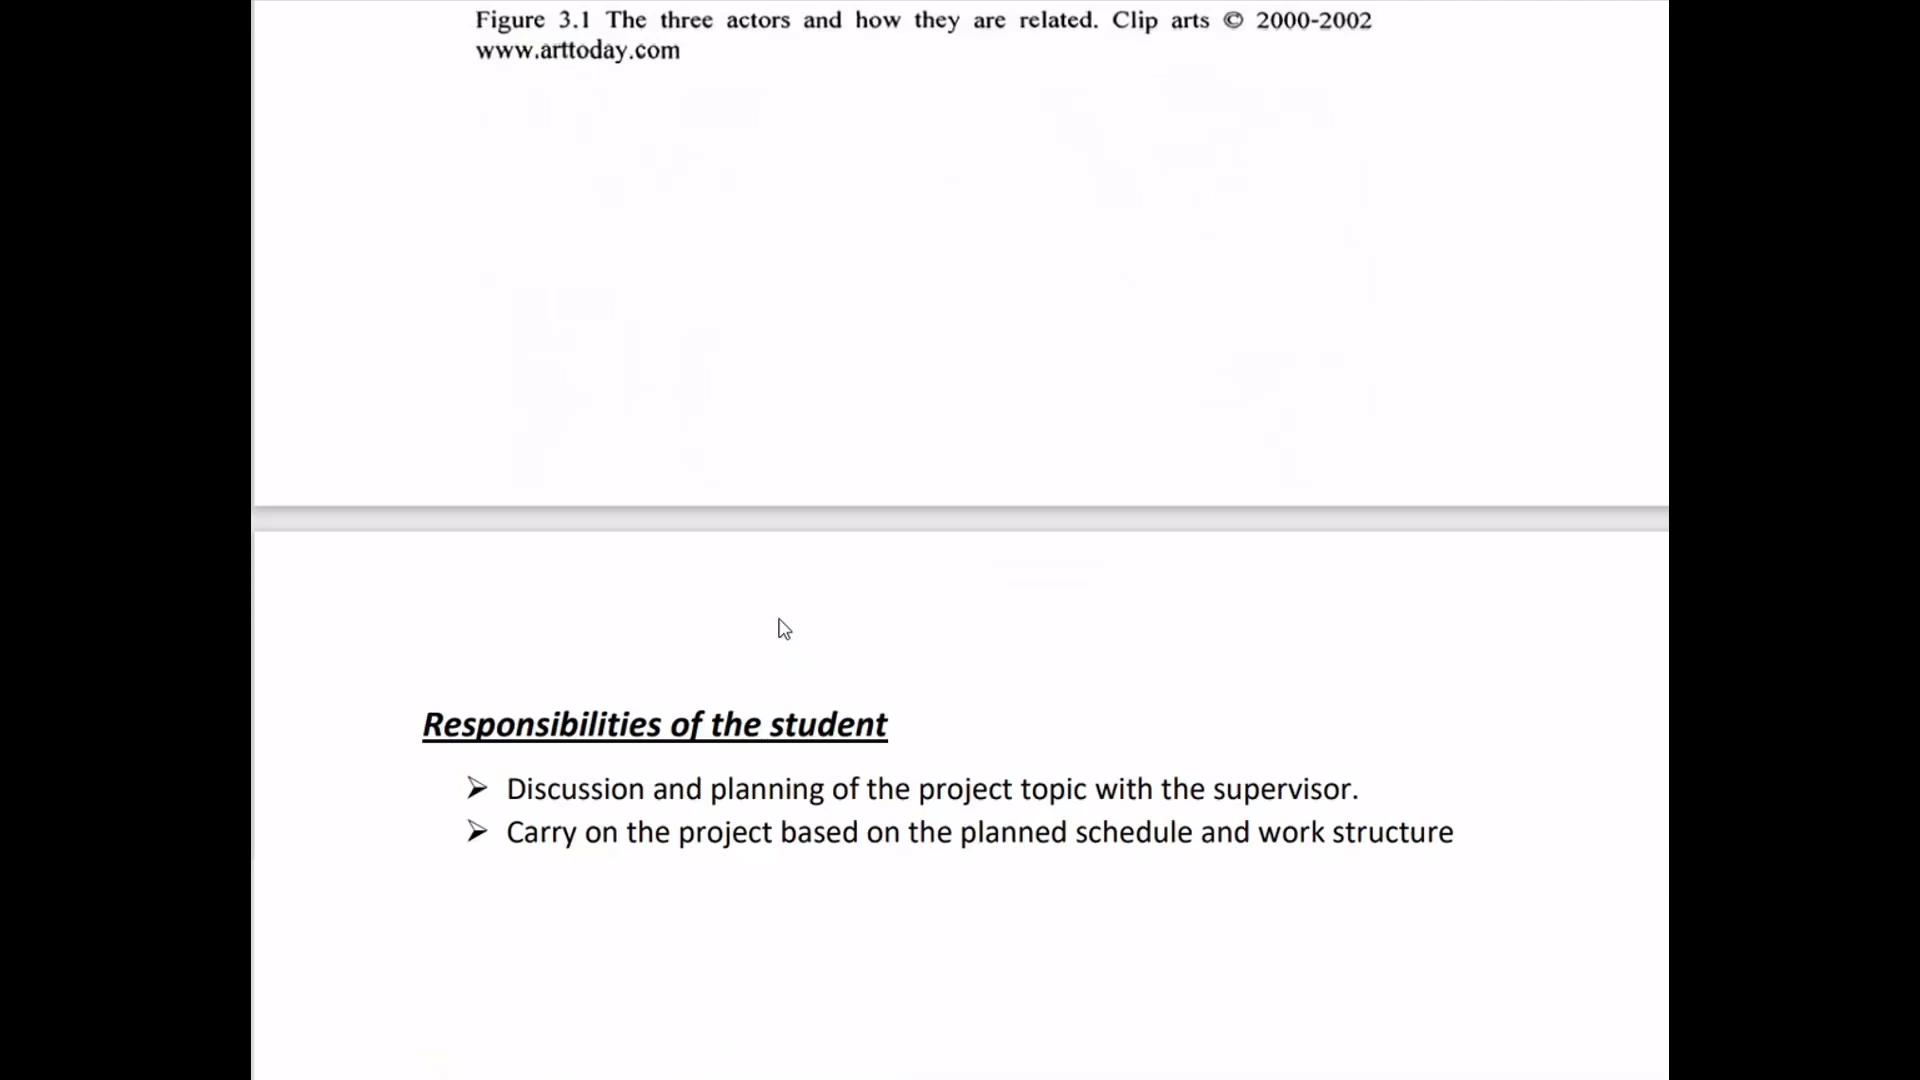 Figure 3.1 The three actors and how they are related. Clip arts © 2000-2002
www.arttoday.com
Responsibilities of the student
➢ Discussion and planning of the project topic with the supervisor.
➢ Carry on the project based on the planned schedule and work structure